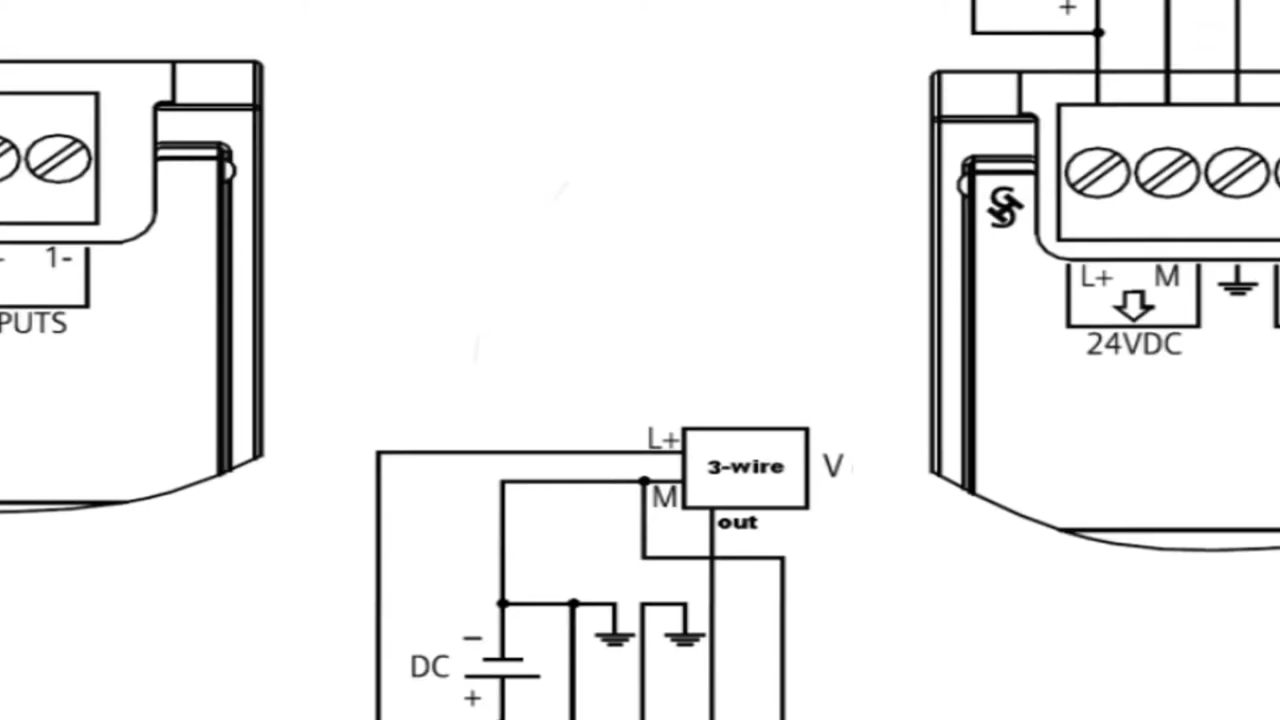 +
1-
PUTS
L+ M
24VDC
L+
3-wire V
M
out
−
DC
+